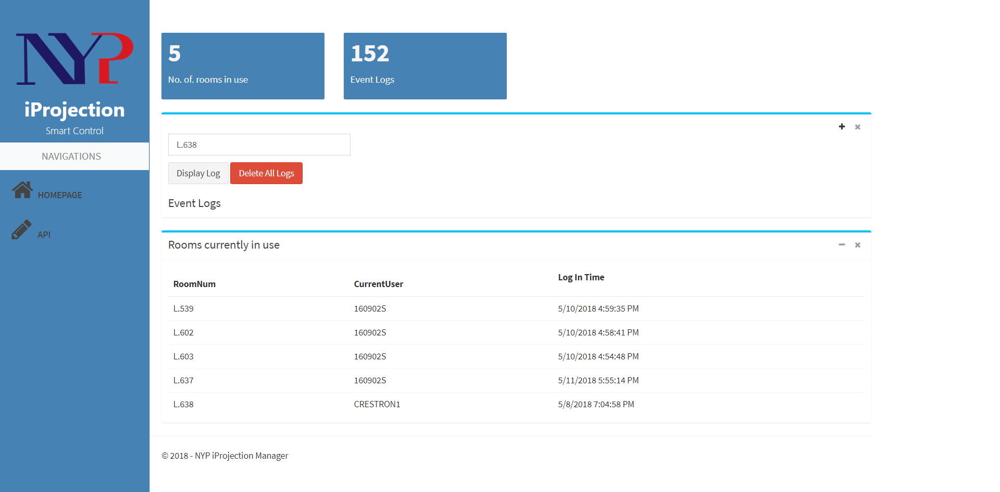 NYP
iProjection
Smart Control
NAVIGATIONS
HOMEPAGE
API
5
No. of. rooms in use
152
Event Logs
L.638
Display Log Delete All Logs
Event Logs
Rooms currently in use
RoomNum CurrentUser Log In Time
L.539 160902S 5/10/2018 4:59:35 PM
L.602 160902S 5/10/2018 4:58:41 PM
L.603 160902S 5/10/2018 4:54:48 PM
L.637 160902S 5/11/2018 5:55:14 PM
L.638 CRESTRON1 5/8/2018 7:04:58 PM
© 2018 - NYP iProjection Manager